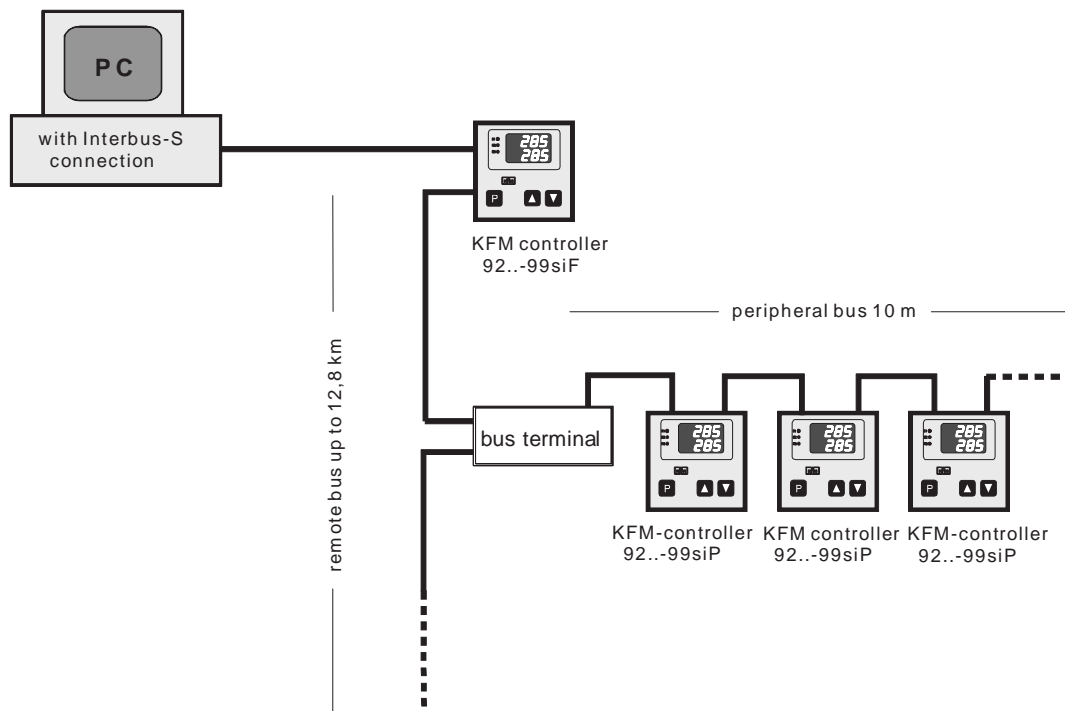 PC
with Interbus-S
connection
285
285
P
KFM controller
92..-99siF
peripheral bus 10 m
remote bus up to 12,8 km
bus terminal
285
285
P
285
285
P
285
285
P
KFM-controller
92..-99siP
KFM controller
92..-99siP
KFM-controller
92..-99siP